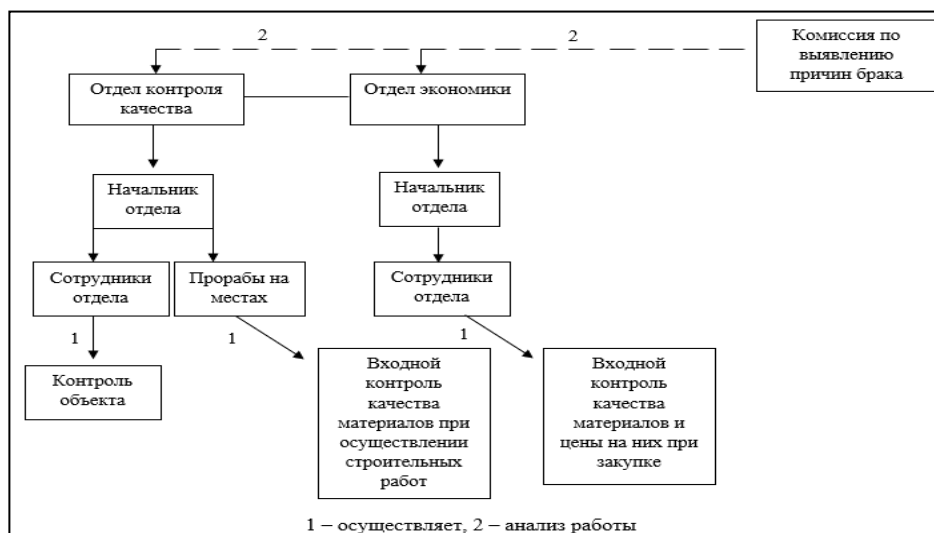 2
2
Комиссия по
выявлению
причин брака
Отдел контроля
качества
Отдел экономики
Начальник
отдела
Начальник
отдела
Сотрудники
отдела
Прорабы на
местах
Сотрудники
отдела
1
1
1
Контроль
объекта
Входной
контроль
качества
материалов при
осуществлении
строительных
работ
Входной
контроль
качества
материалов и
цены на них при
закупке
1 – осуществляет, 2 – анализ работы